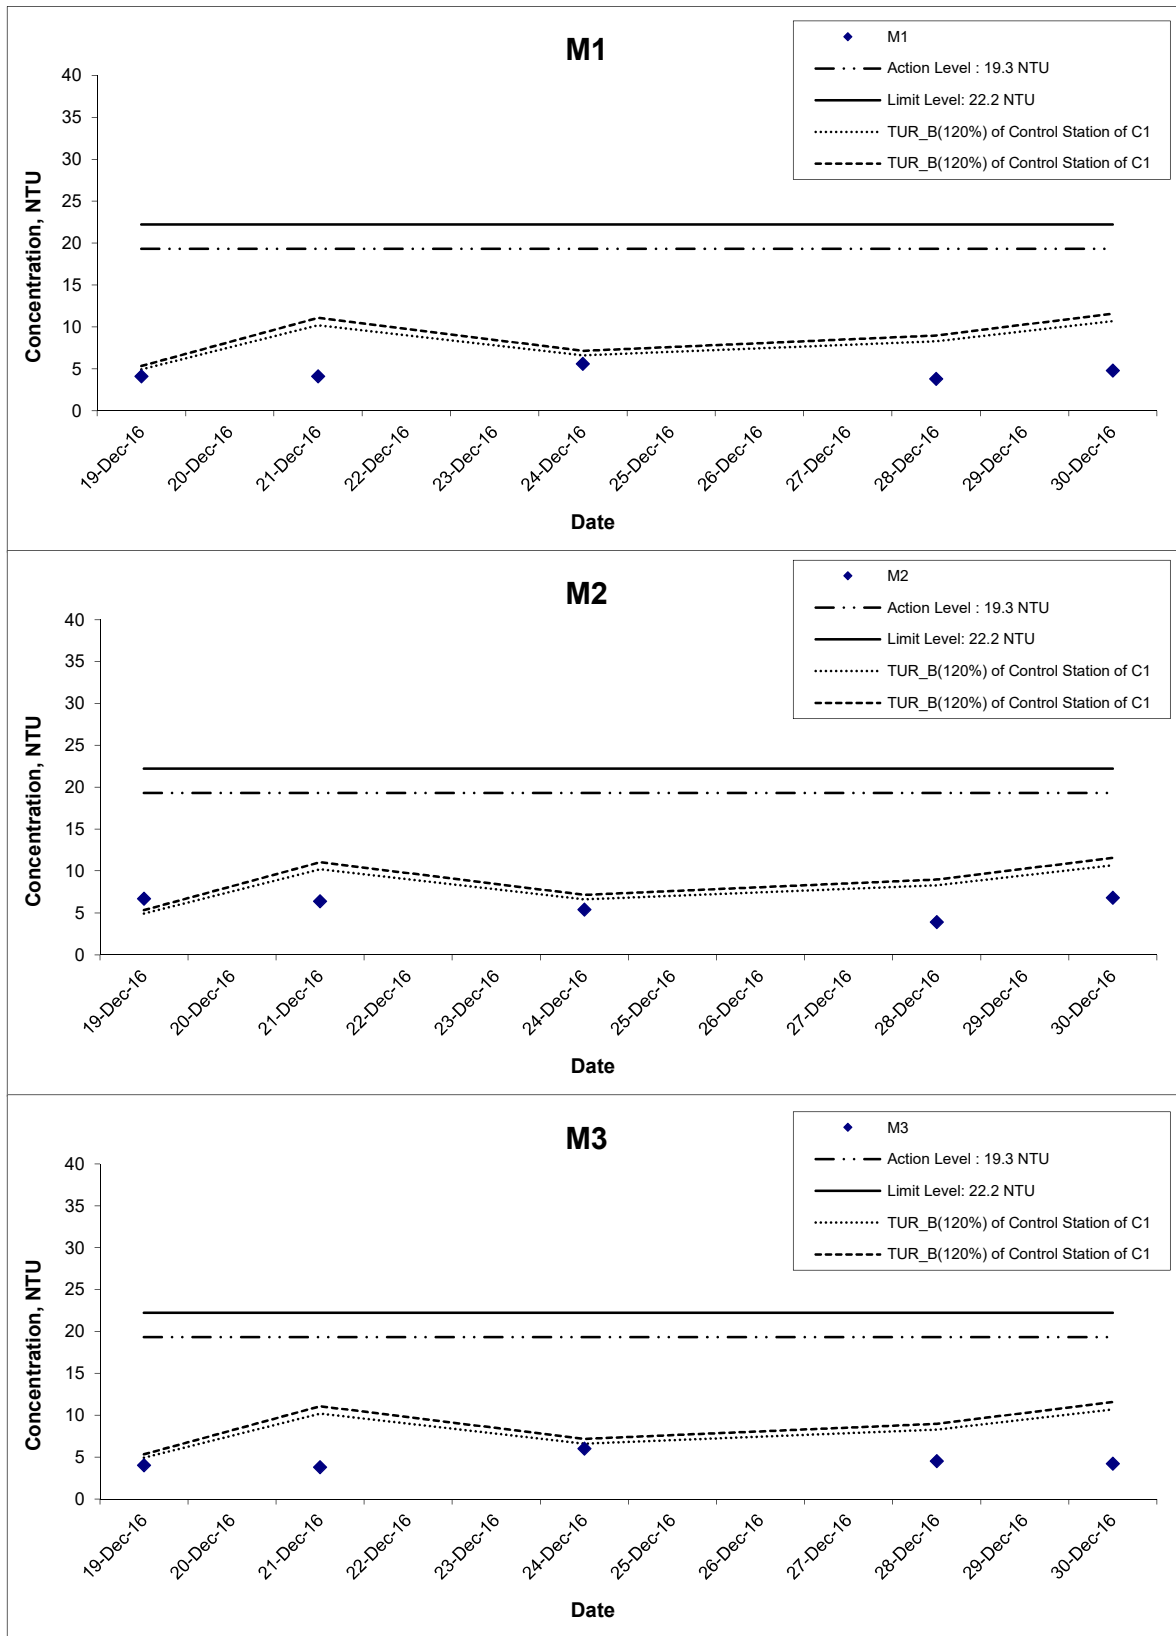 M1
M1
Action Level : 19.3 NTU
Limit Level: 22.2 NTU
TUR_B(120%) of Control Station of C1
TUR_B(120%) of Control Station of C1
Concentration, NTU
40
35
30
25
20
15
10
5
0
19-Dec-16
20-Dec-16
21-Dec-16
22-Dec-16
23-Dec-16
24-Dec-16
25-Dec-16
26-Dec-16
27-Dec-16
28-Dec-16
29-Dec-16
30-Dec-16
Date
M2
M2
Action Level : 19.3 NTU
Limit Level: 22.2 NTU
TUR_B(120%) of Control Station of C1
TUR_B(120%) of Control Station of C1
Concentration, NTU
40
35
30
25
20
15
10
5
0
19-Dec-16
20-Dec-16
21-Dec-16
22-Dec-16
23-Dec-16
24-Dec-16
25-Dec-16
26-Dec-16
27-Dec-16
28-Dec-16
29-Dec-16
30-Dec-16
Date
M3
M3
Action Level : 19.3 NTU
Limit Level: 22.2 NTU
TUR_B(120%) of Control Station of C1
TUR_B(120%) of Control Station of C1
Concentration, NTU
40
35
30
25
20
15
10
5
0
19-Dec-16
20-Dec-16
21-Dec-16
22-Dec-16
23-Dec-16
24-Dec-16
25-Dec-16
26-Dec-16
27-Dec-16
28-Dec-16
29-Dec-16
30-Dec-16
Date